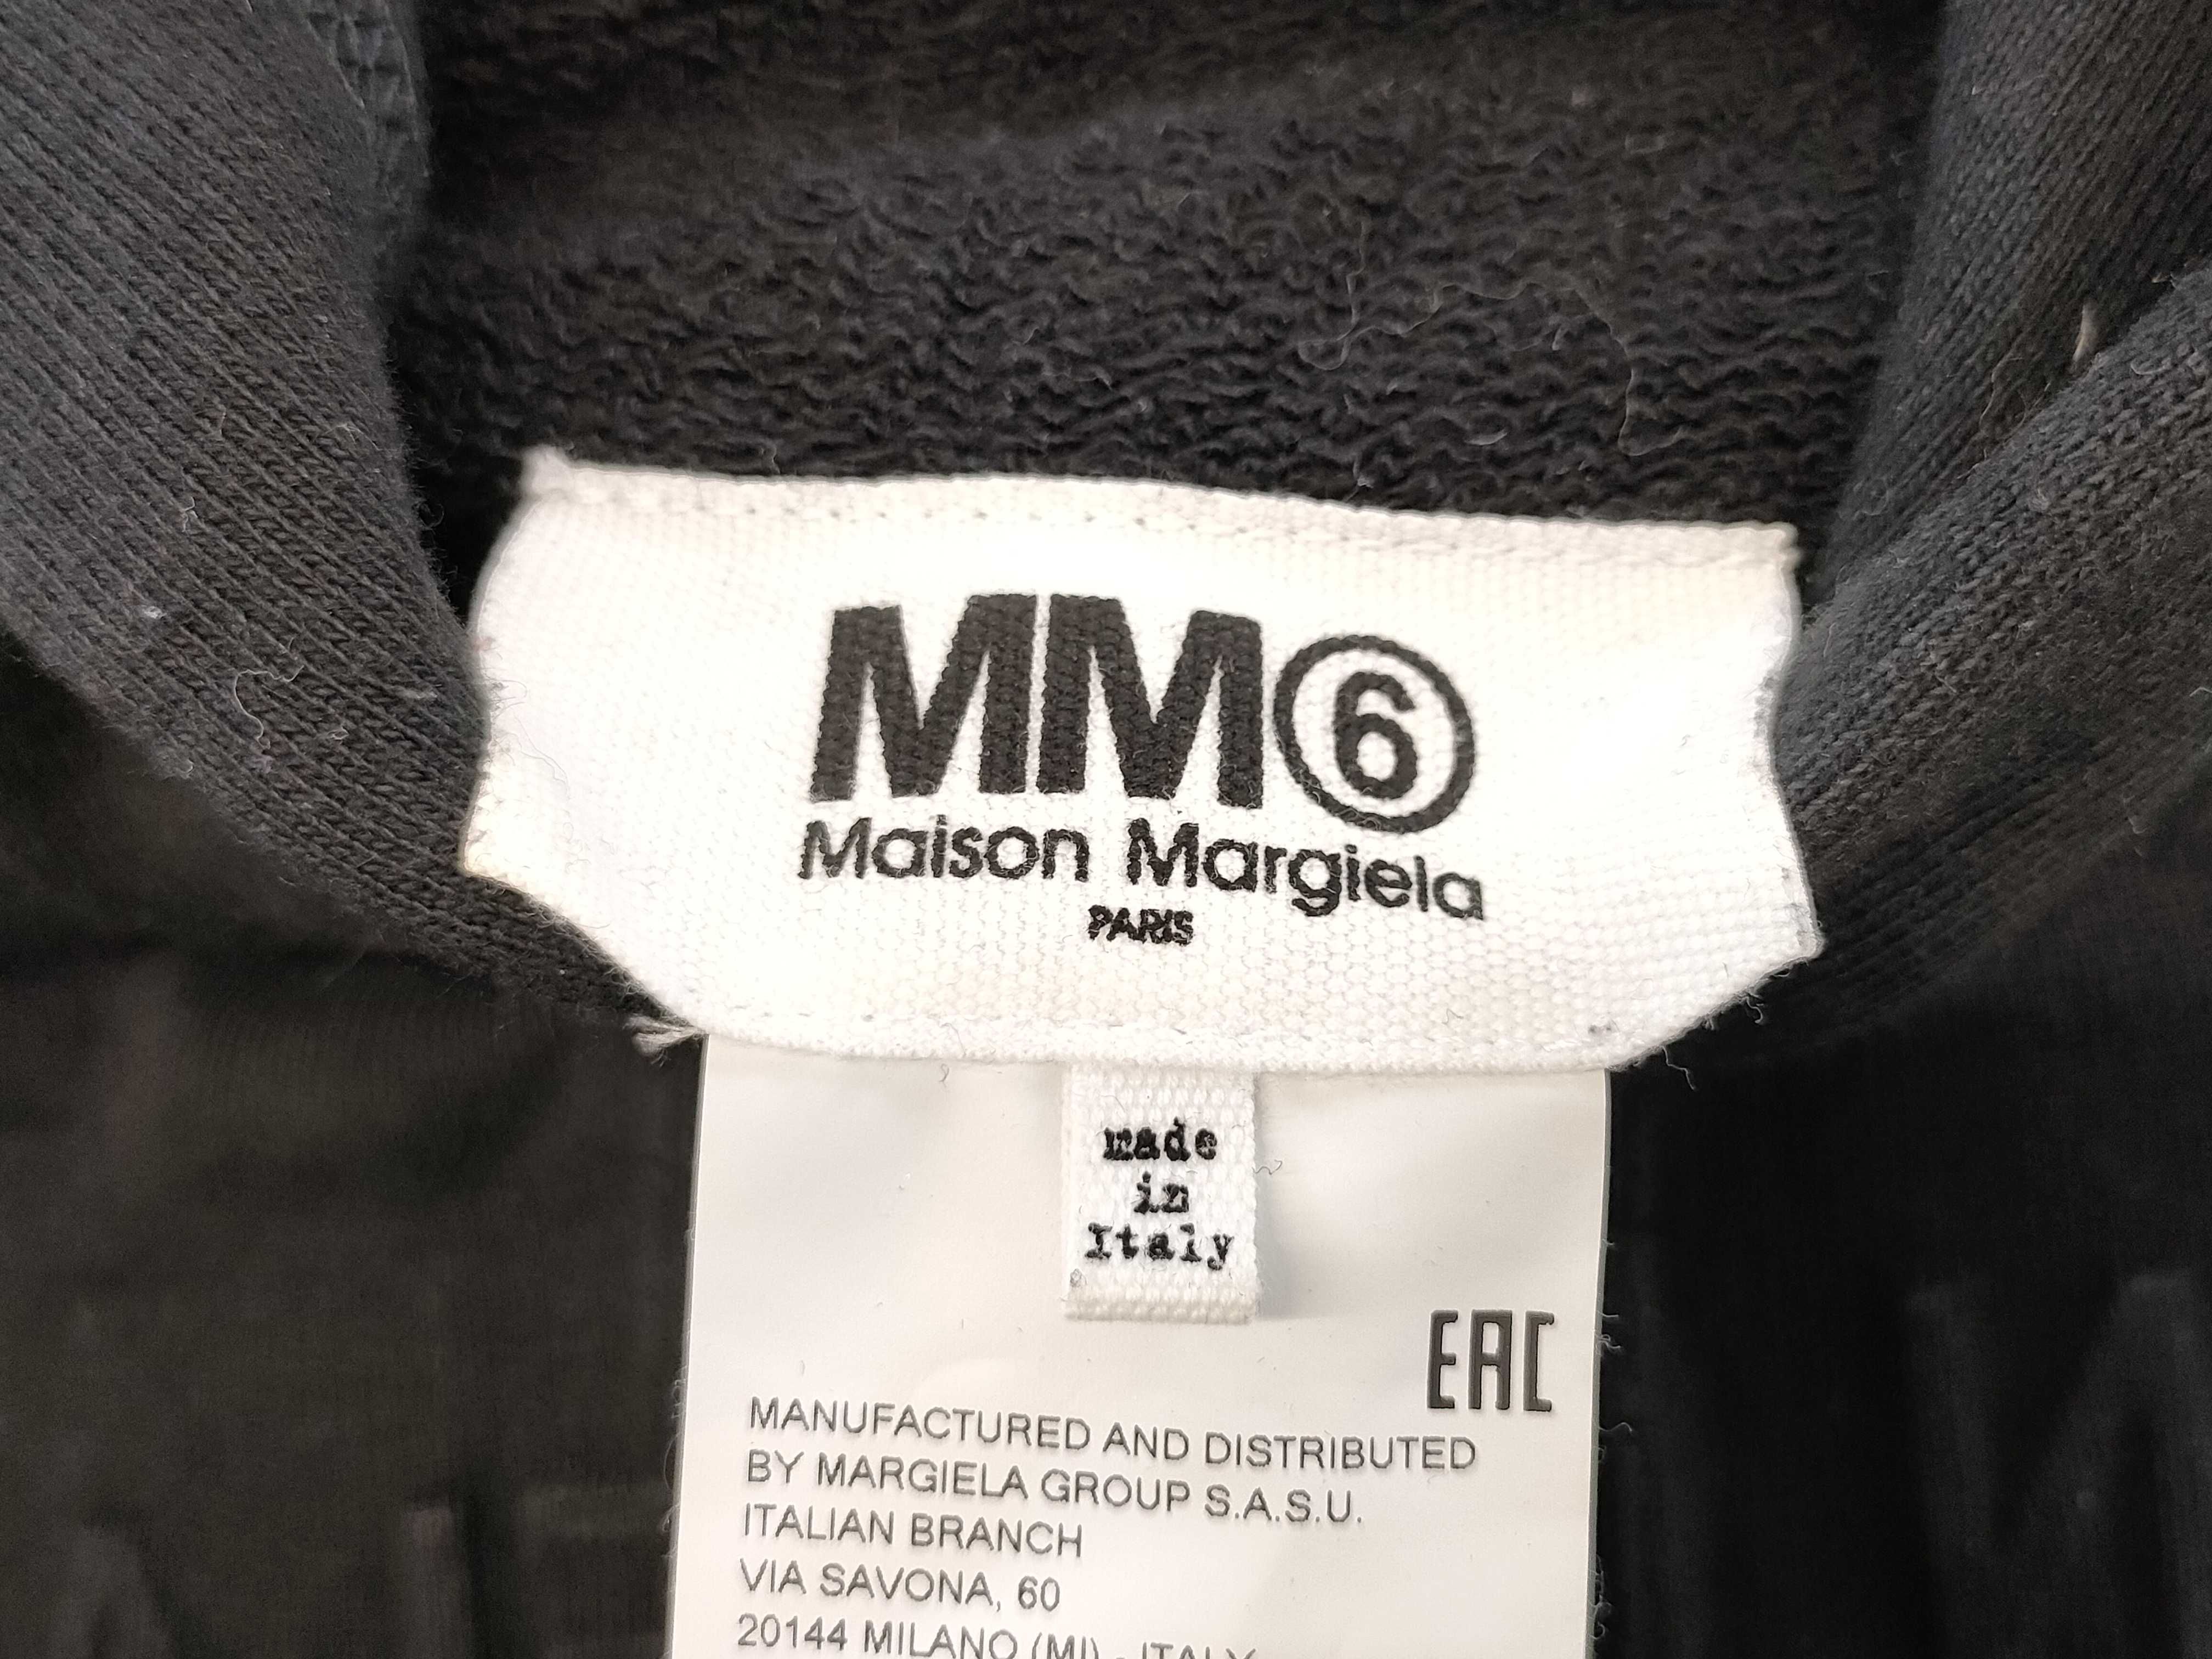 MM⑥
Maison Margiela
PARIS
made
in
Italy
EAC
MANUFACTURED AND DISTRIBUTED
BY MARGIELA GROUP S.A.S.U.
ITALIAN BRANCH
VIA SAVONA, 60
20144 MILANO (MI) - ITALY